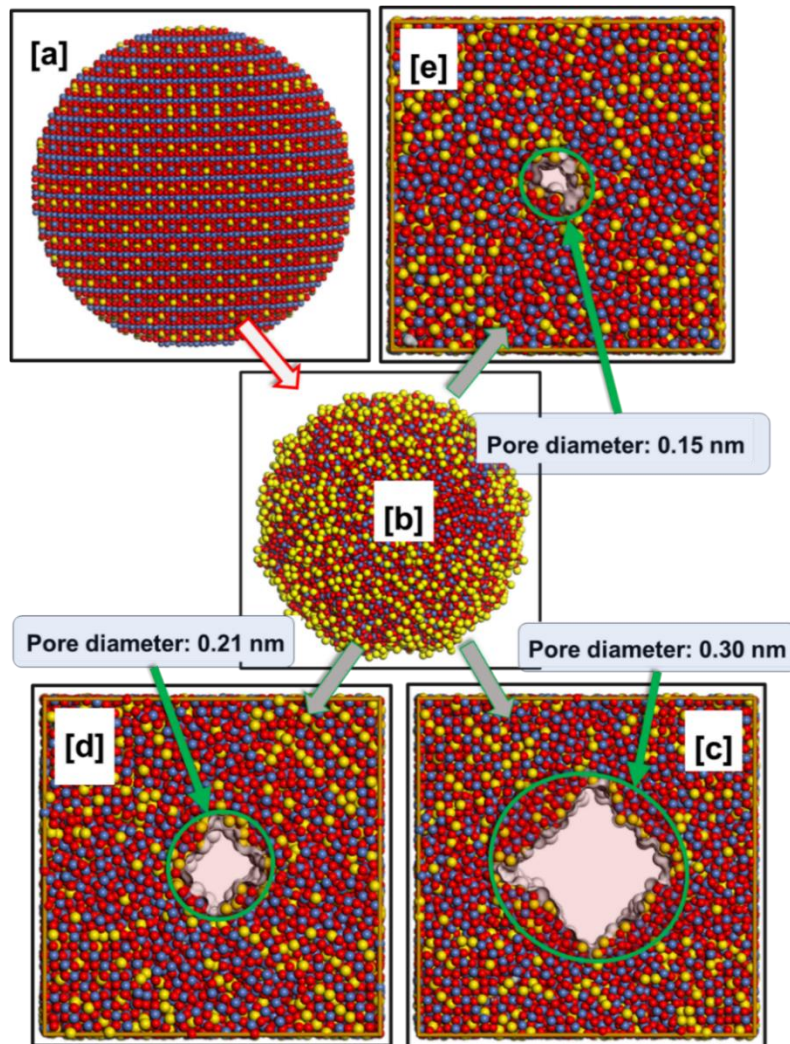 [a]
[e]
Pore diameter: 0.15 nm
[b]
Pore diameter: 0.21 nm
Pore diameter: 0.30 nm
[d]
[c]